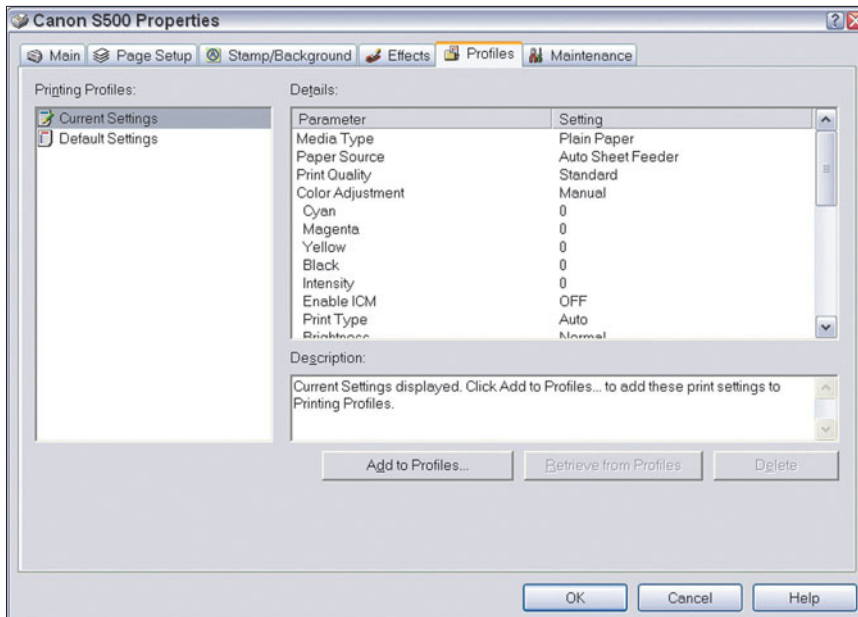 Canon S500 Properties
Main Page Setup Stamp/Background Effects Profiles Maintenance
Printing Profiles:
Current Settings
Default Settings
Details:
Parameter Setting
Media Type Plain Paper
Paper Source Auto Sheet Feeder
Print Quality Standard
Color Adjustment Manual
Cyan 0
Magenta 0
Yellow 0
Black 0
Intensity 0
Enable ICM OFF
Print Type Auto
Brightness Normal
Description:
Current Settings displayed. Click Add to Profiles... to add these print settings to
Printing Profiles.
Add to Profiles... Retrieve from Profiles Delete
OK Cancel Help